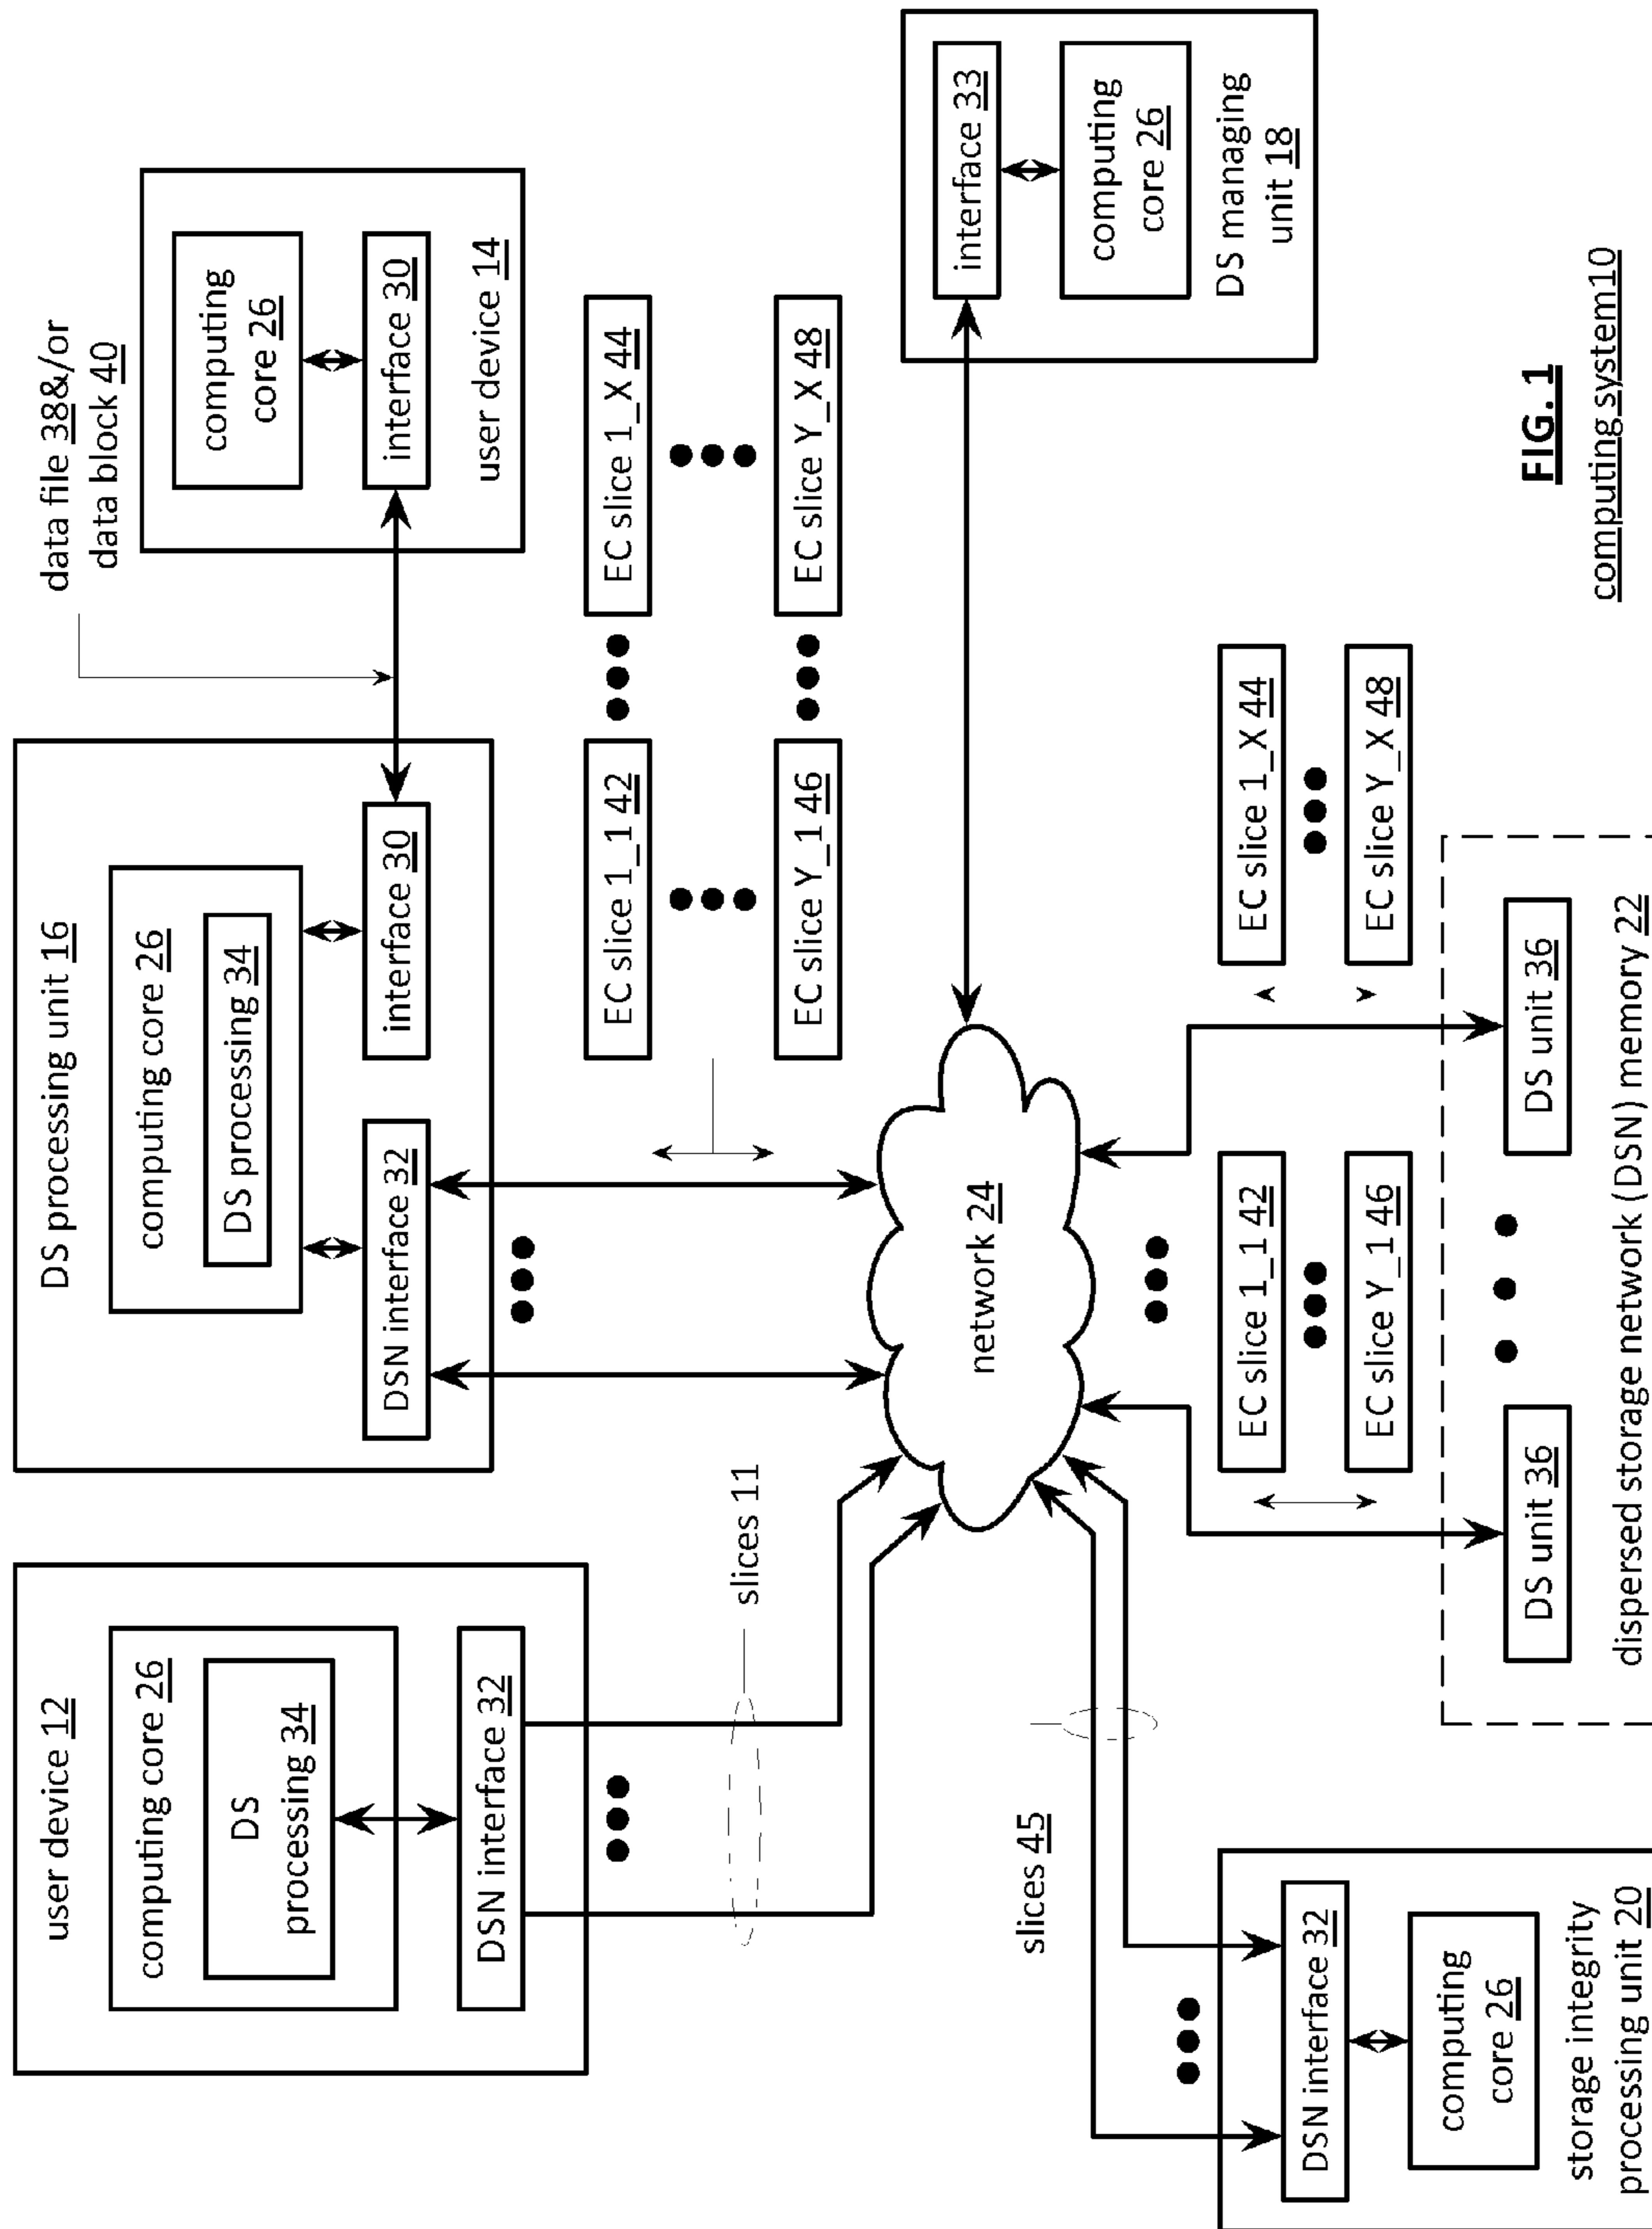 user device 12
computing core 26
DS
processing 34
DSN interface 32
slices 11
DS processing unit 16
computing core 26
DS processing 34
DSN interface 32
interface 30
data file 38&/or
data block 40
computing
core 26
interface 30
user device 14
EC slice 1_1 42
EC slice 1_X 44
EC slice Y_1 46
EC slice Y_X 48
network 24
interface 33
computing
core 26
DS managing
unit 18
slices 45
DSN interface 32
computing
core 26
storage integrity
processing unit 20
EC slice 1_1 42
EC slice Y_1 46
EC slice 1_X 44
EC slice Y_X 48
DS unit 36
DS unit 36
dispersed storage network (DSN) memory 22
FIG. 1
computing system10